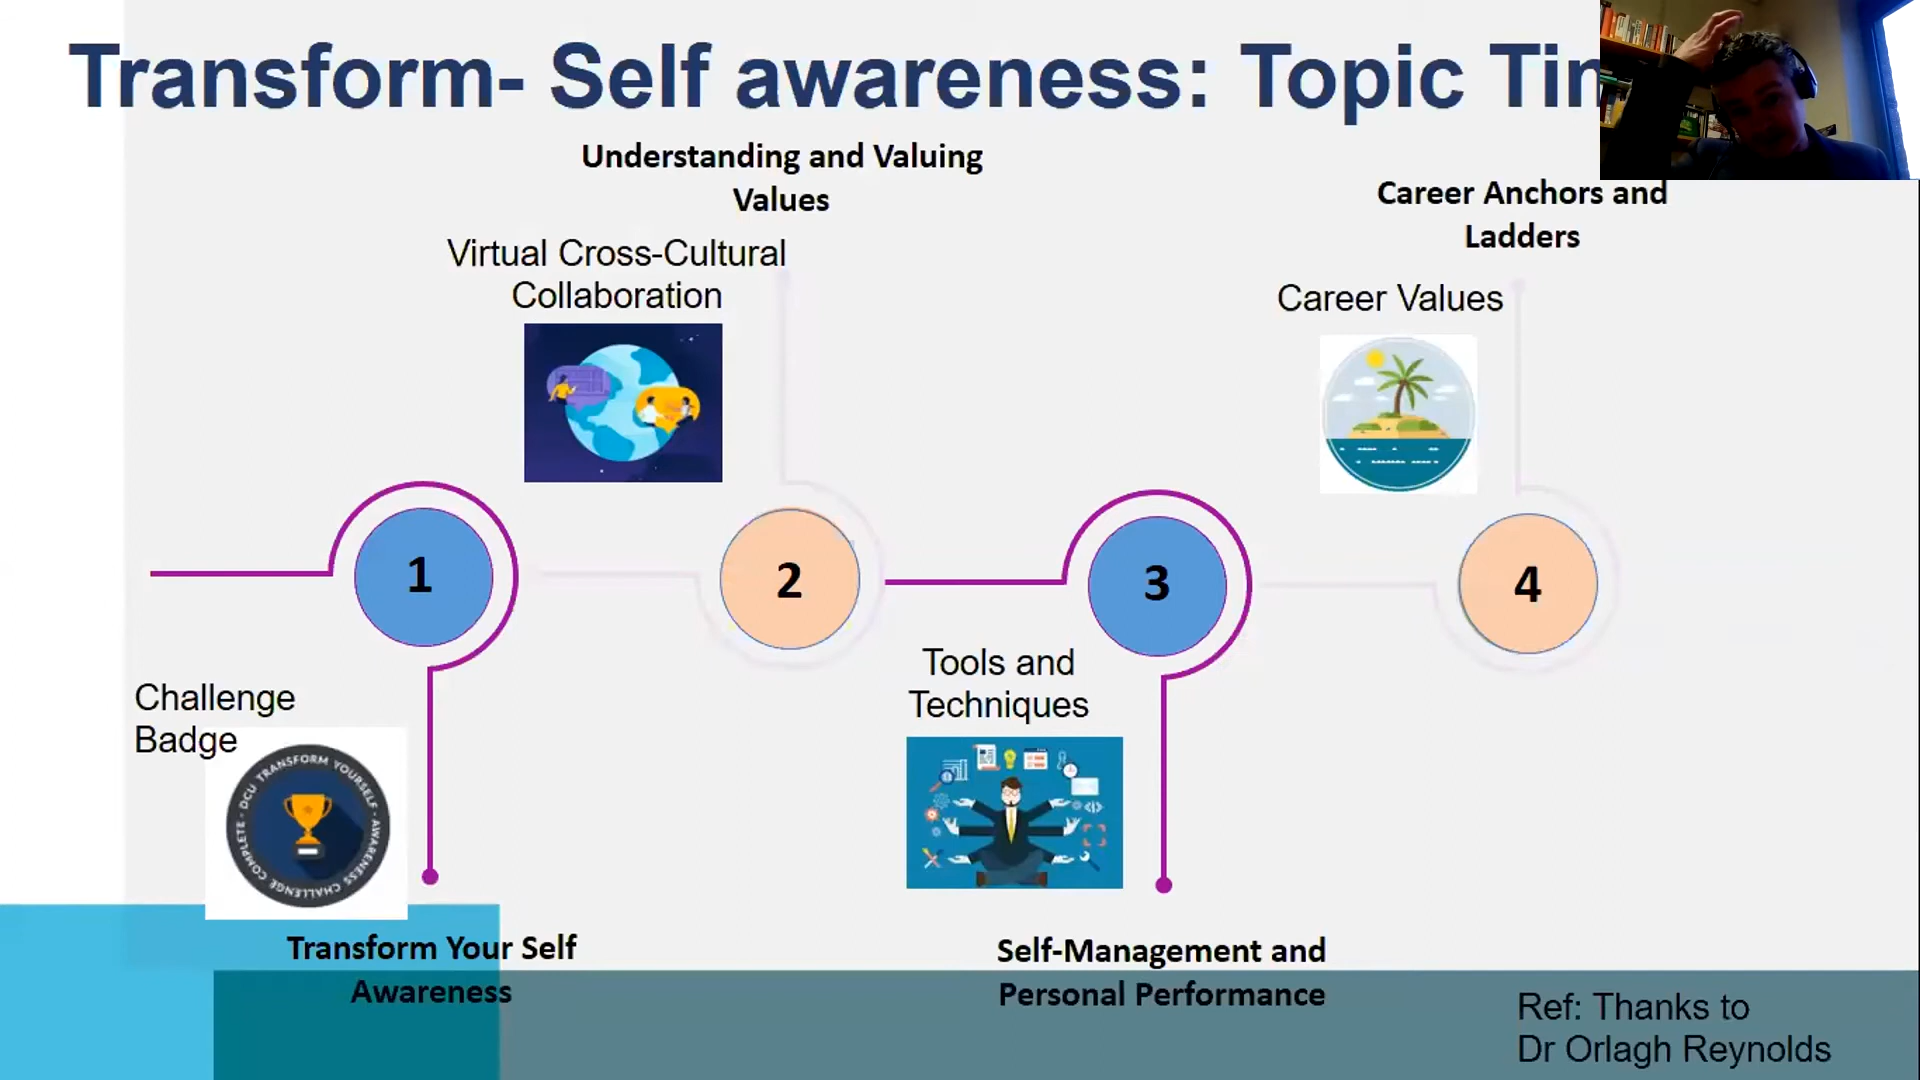 Transform- Self awareness: Topic
Understanding and Valuing
Values
Career Anchors and
Ladders
Virtual Cross-Cultural
Collaboration
Career Values
1
2
3
4
Challenge
Badge
DCU TRANSFORM YOURSELF - AWARENESS CHALLENGE COMPLETE -
Tools and
Techniques
Transform Your Self
Awareness
Self-Management and
Personal Performance
Ref: Thanks to
Dr Orlagh Reynolds